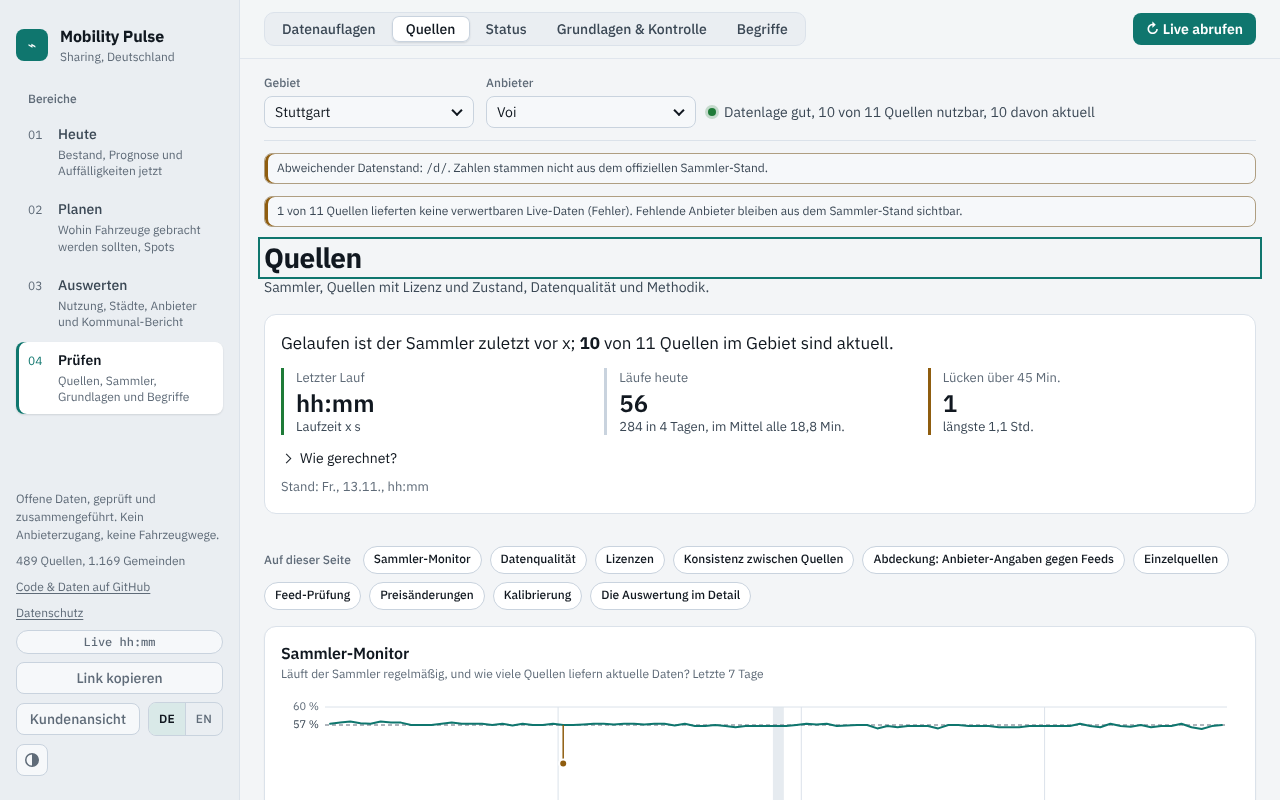 Mobility Pulse
Sharing, Deutschland
Bereiche
01 Heute
Bestand, Prognose und
Auffälligkeiten jetzt
02 Planen
Wohin Fahrzeuge gebracht
werden sollten, Spots
03 Auswerten
Nutzung, Städte, Anbieter
und Kommunal-Bericht
04 Prüfen
Quellen, Sammler,
Grundlagen und Begriffe
Offene Daten, geprüft und
zusammengeführt. Kein
Anbieterzugang, keine Fahrzeugwege.
489 Quellen, 1.169 Gemeinden
Code & Daten auf GitHub
Datenschutz
Live hh:mm
Link kopieren
Kundenansicht DE EN
Datenauflagen Quellen Status Grundlagen & Kontrolle Begriffe
↻ Live abrufen
Gebiet Anbieter
Stuttgart Voi Datenlage gut, 10 von 11 Quellen nutzbar, 10 davon aktuell
Abweichender Datenstand: /d/. Zahlen stammen nicht aus dem offiziellen Sammler-Stand.
1 von 11 Quellen lieferten keine verwertbaren Live-Daten (Fehler). Fehlende Anbieter bleiben aus dem Sammler-Stand sichtbar.
Quellen
Sammler, Quellen mit Lizenz und Zustand, Datenqualität und Methodik.
Gelaufen ist der Sammler zuletzt vor x; 10 von 11 Quellen im Gebiet sind aktuell.
Letzter Lauf
hh:mm
Laufzeit x s
Läufe heute
56
284 in 4 Tagen, im Mittel alle 18,8 Min.
Lücken über 45 Min.
1
längste 1,1 Std.
Wie gerechnet?
Stand: Fr., 13.11., hh:mm
Auf dieser Seite Sammler-Monitor Datenqualität Lizenzen Konsistenz zwischen Quellen Abdeckung: Anbieter-Angaben gegen Feeds Einzelquellen
Feed-Prüfung Preisänderungen Kalibrierung Die Auswertung im Detail
Sammler-Monitor
Läuft der Sammler regelmäßig, und wie viele Quellen liefern aktuelle Daten? Letzte 7 Tage
60 %
57 %